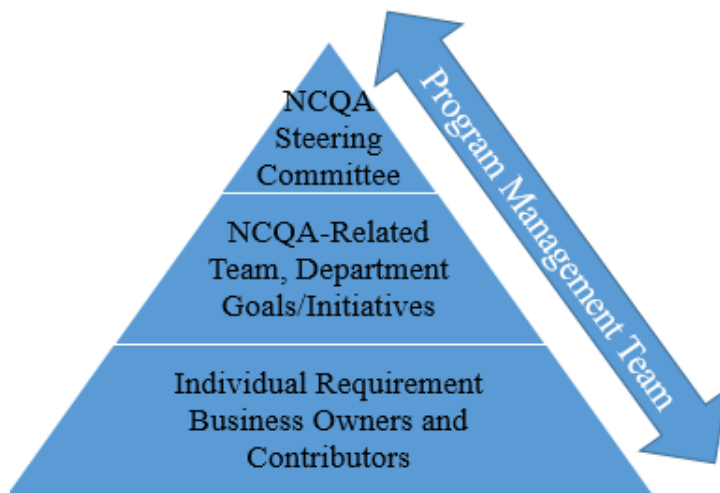 NCQA
Steering
Committee
NCQA-Related
Team, Department
Goals/Initiatives
Individual Requirement
Business Owners and
Contributors
Program Management Team